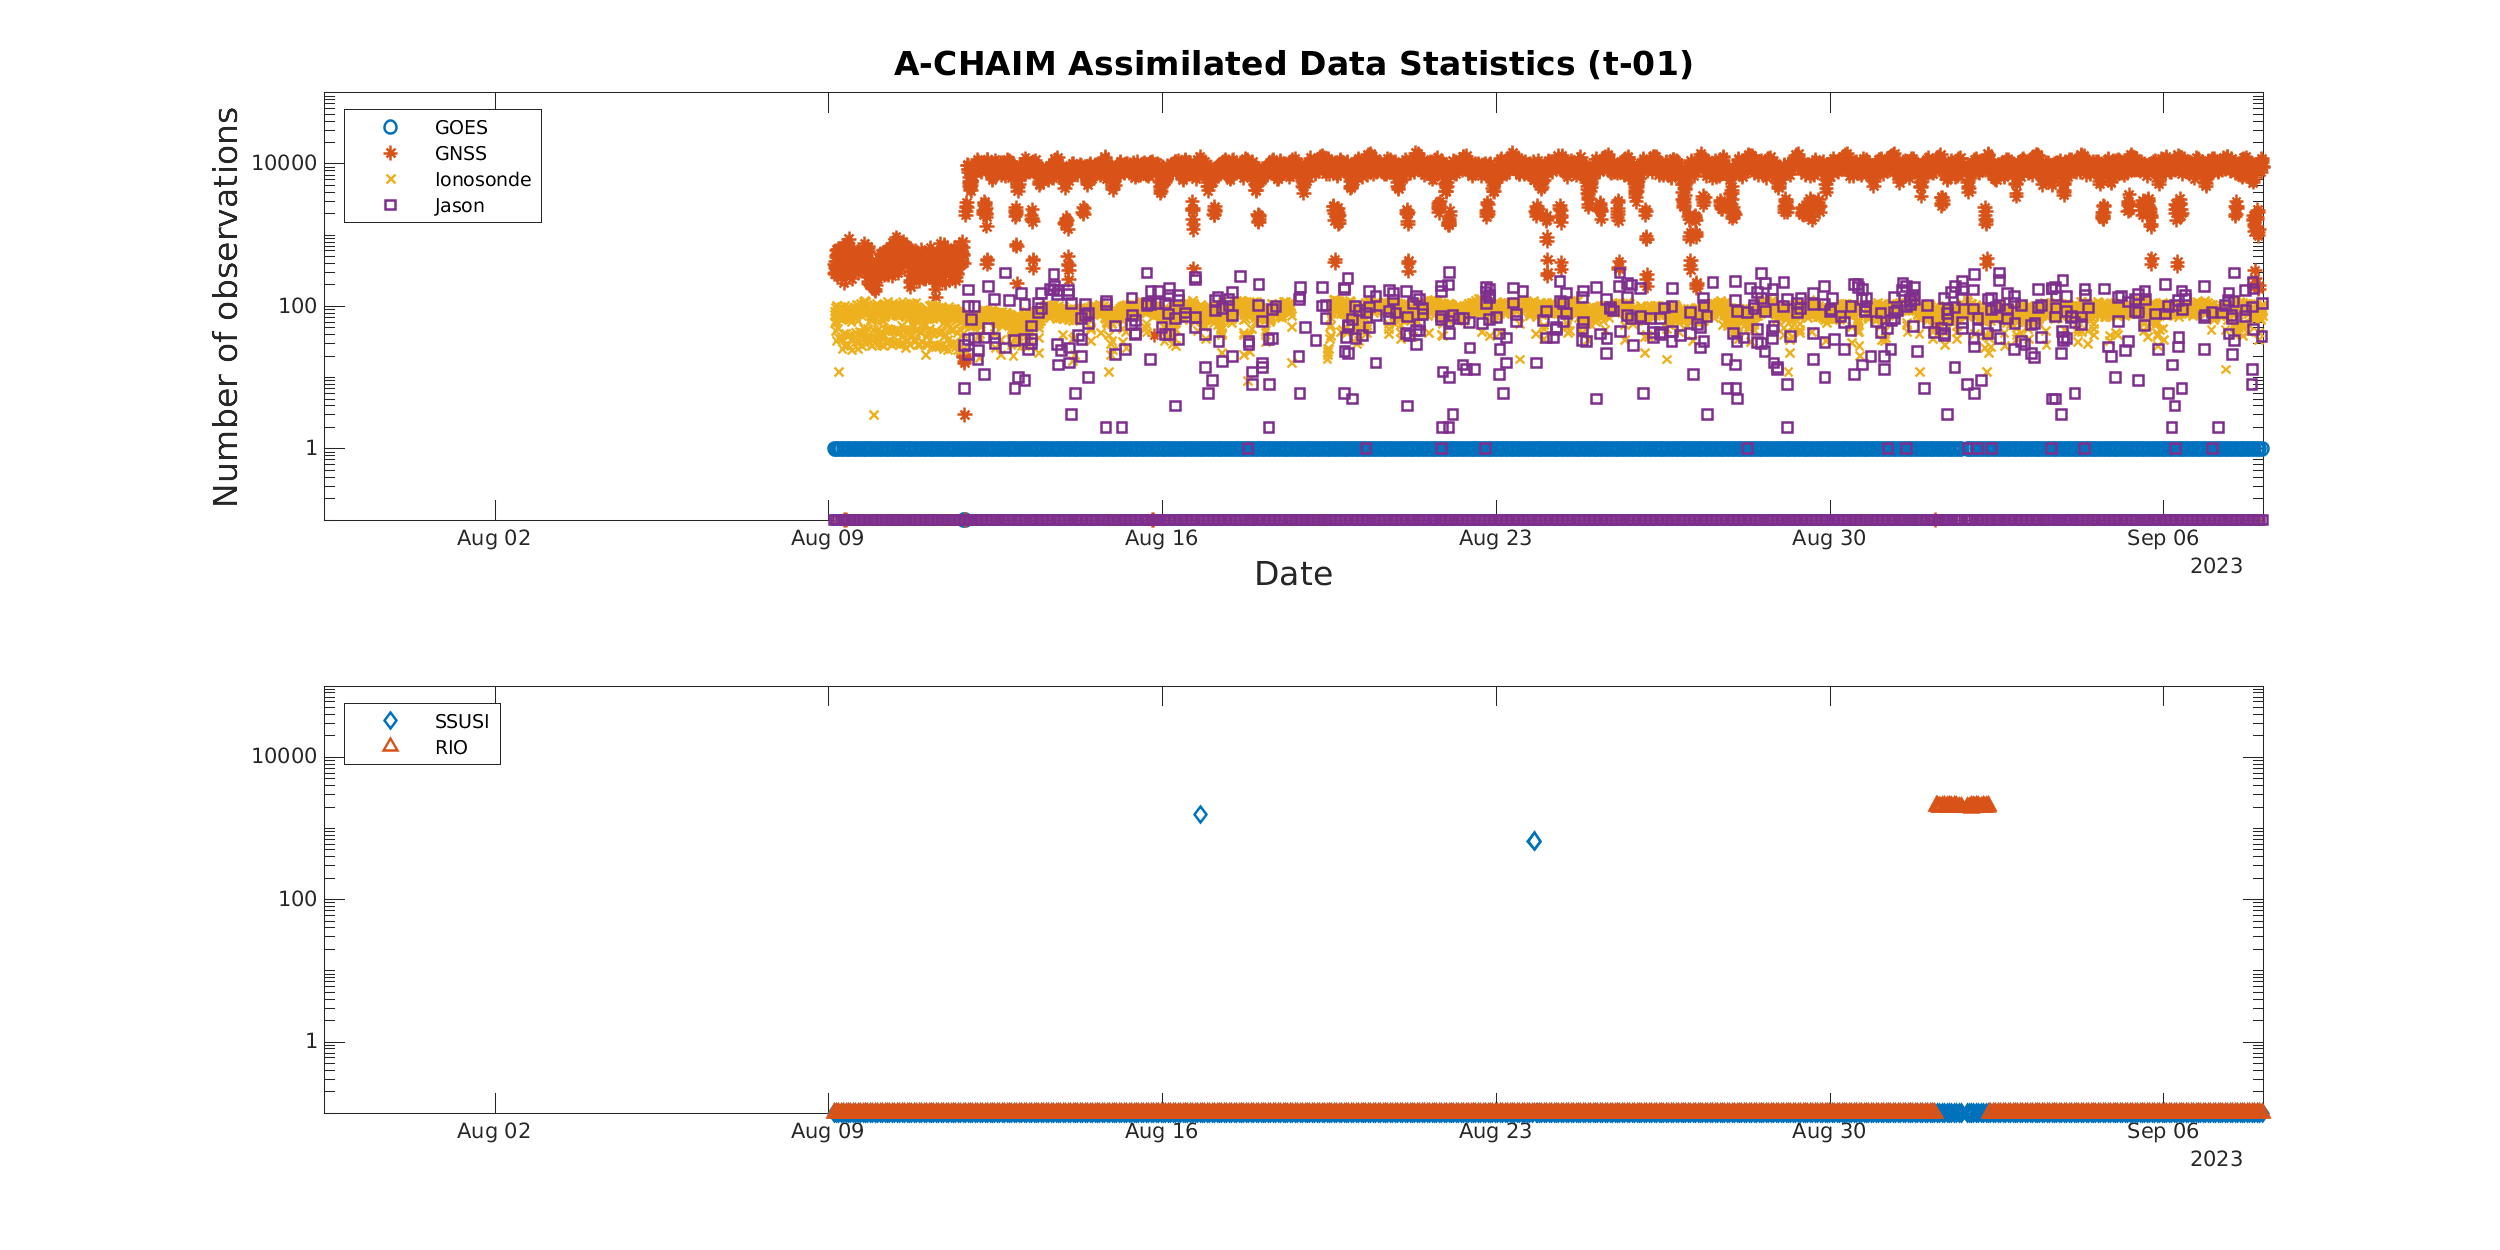 A-CHAIM Assimilated Data Statistics (t-01)
Number of observations
GOES
GNSS
Ionosonde
Jason
10000
100
1
Aug 02 Aug 09 Aug 16 Aug 23 Aug 30 Sep 06
2023
Date
SSUSI
RIO
10000
100
1
Aug 02 Aug 09 Aug 16 Aug 23 Aug 30 Sep 06
2023